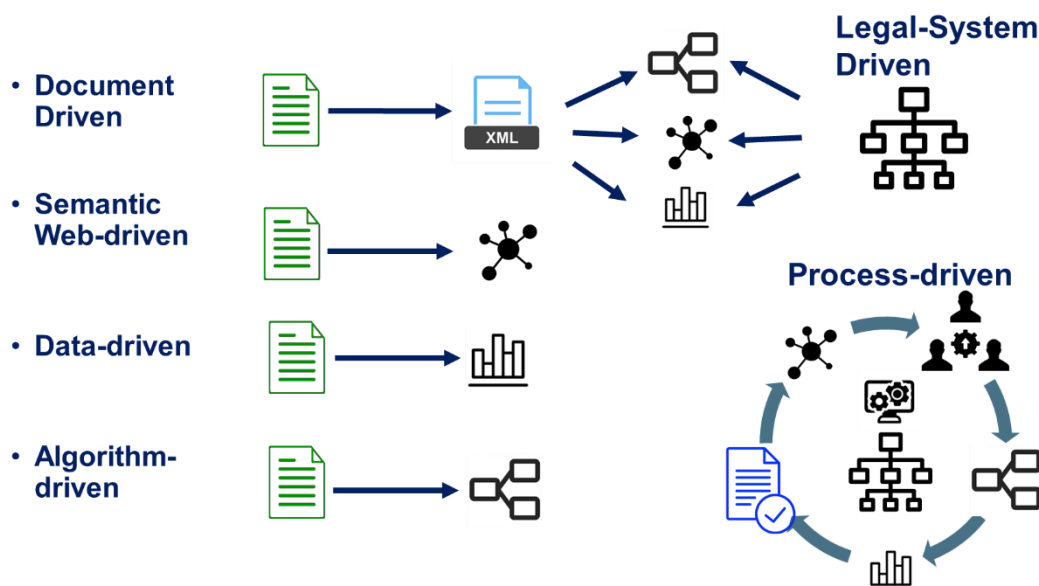 Legal-System
Driven
• Document
Driven
XML
• Semantic
Web-driven
Process-driven
• Data-driven
• Algorithm-
driven